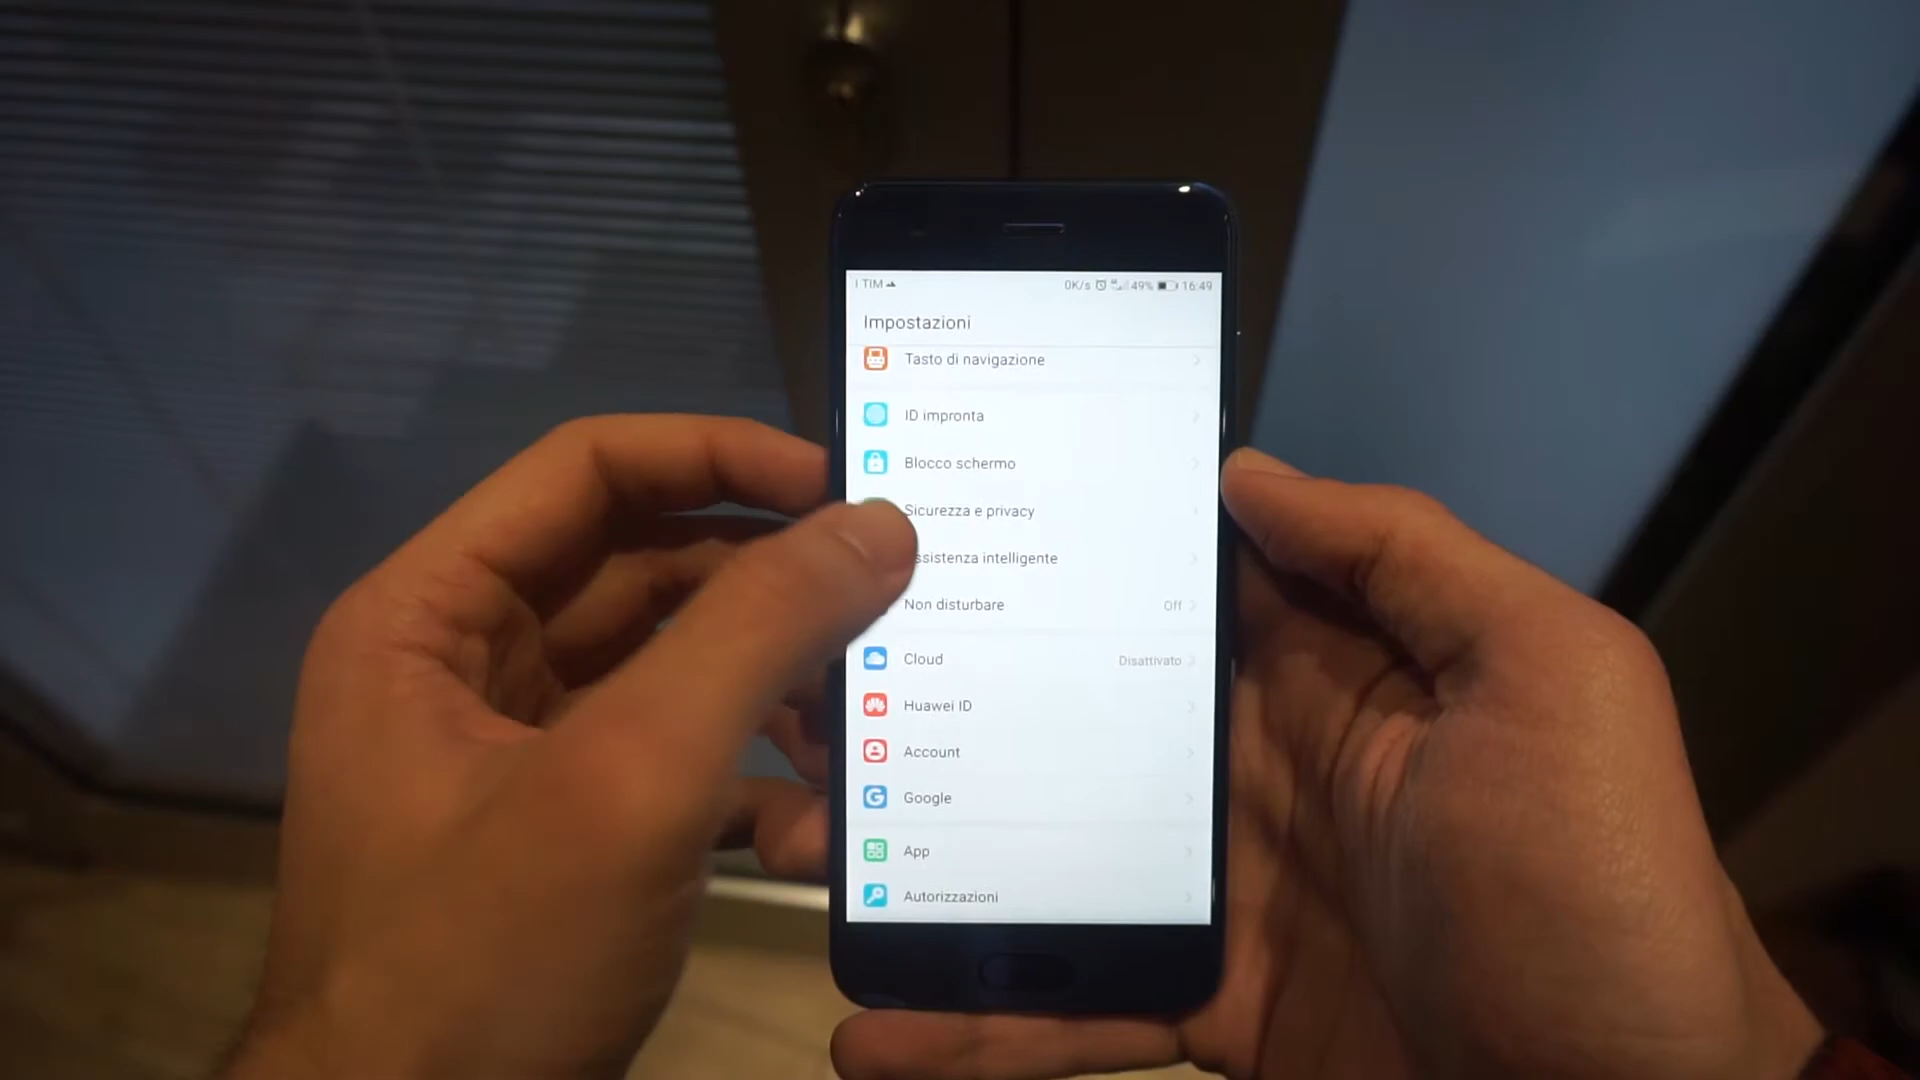 TIM 0K/s 49% 16:49
Impostazioni
Tasto di navigazione
ID impronta
Blocco schermo
Sicurezza e privacy
ssistenza intelligente
Non disturbare Off
Cloud Disattivato
Huawei ID
Account
Google
App
Autorizzazioni